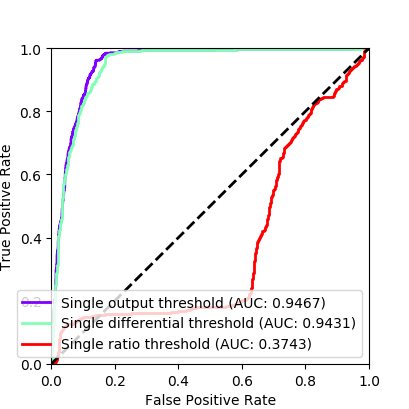 1.0
0.8
0.6
0.4
0.2
0.0
True Positive Rate
Single output threshold (AUC: 0.9467)
Single differential threshold (AUC: 0.9431)
Single ratio threshold (AUC: 0.3743)
0.0 0.2 0.4 0.6 0.8 1.0
False Positive Rate